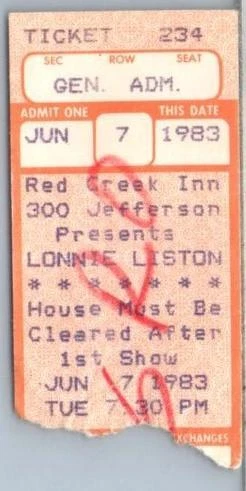 TICKET 234
SEC ROW SEAT
GEN. ADM.
ADMIT ONE THIS DATE
JUN 7 1983
Red Creek Inn
300 Jefferson
Presents
LONNIE LISTON
* * * * * * *
House Must Be
Cleared After
1st Show
JUN 7 1983
TUE 7:30 PM
EXCHANGES